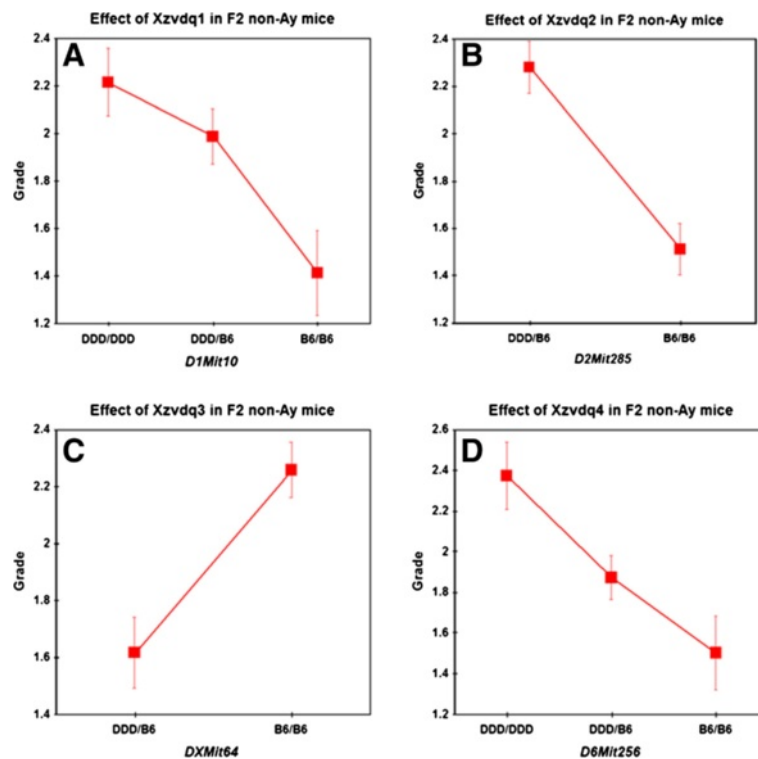 Effect of Xzvdq1 in F2 non-Ay mice
A
2.4
2.2
2
1.8
1.6
1.4
1.2
Grade
DDD/DDD DDD/B6 B6/B6
D1Mit10
Effect of Xzvdq2 in F2 non-Ay mice
B
2.4
2.2
2
1.8
1.6
1.4
1.2
Grade
DDD/B6 B6/B6
D2Mit285
Effect of Xzvdq3 in F2 non-Ay mice
C
2.4
2.2
2
1.8
1.6
1.4
Grade
DDD/B6 B6/B6
DXMit64
Effect of Xzvdq4 in F2 non-Ay mice
D
2.6
2.4
2.2
2
1.8
1.6
1.4
1.2
Grade
DDD/DDD DDD/B6 B6/B6
D6Mit256